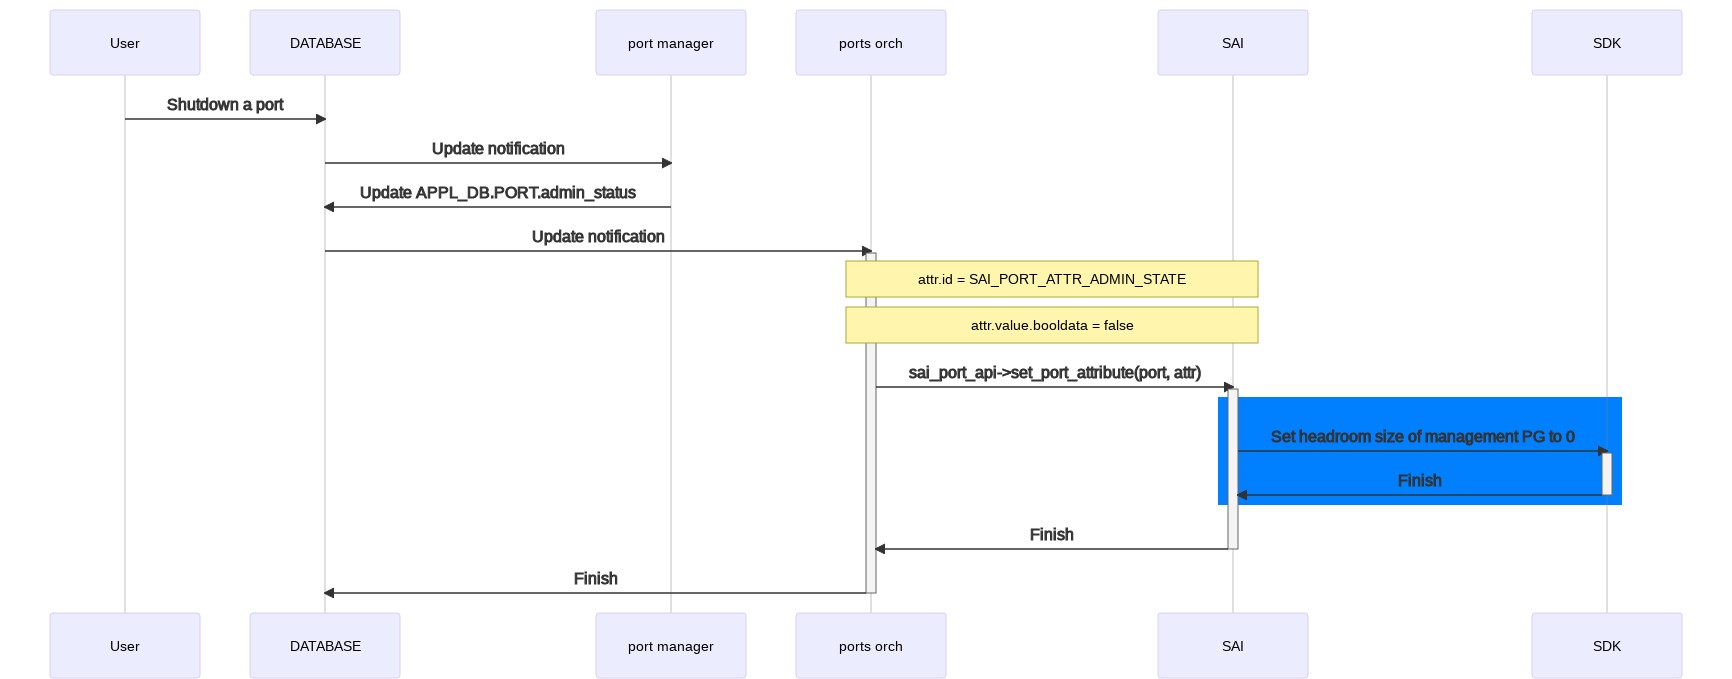 User
DATABASE
port manager
ports orch
SAI
SDK
Shutdown a port
Update notification
Update APPL_DB.PORT.admin_status
Update notification
attr.id = SAI_PORT_ATTR_ADMIN_STATE
attr.value.booldata = false
sai_port_api->set_port_attribute(port, attr)
Set headroom size of management PG to 0
Finish
Finish
Finish
User
DATABASE
port manager
ports orch
SAI
SDK